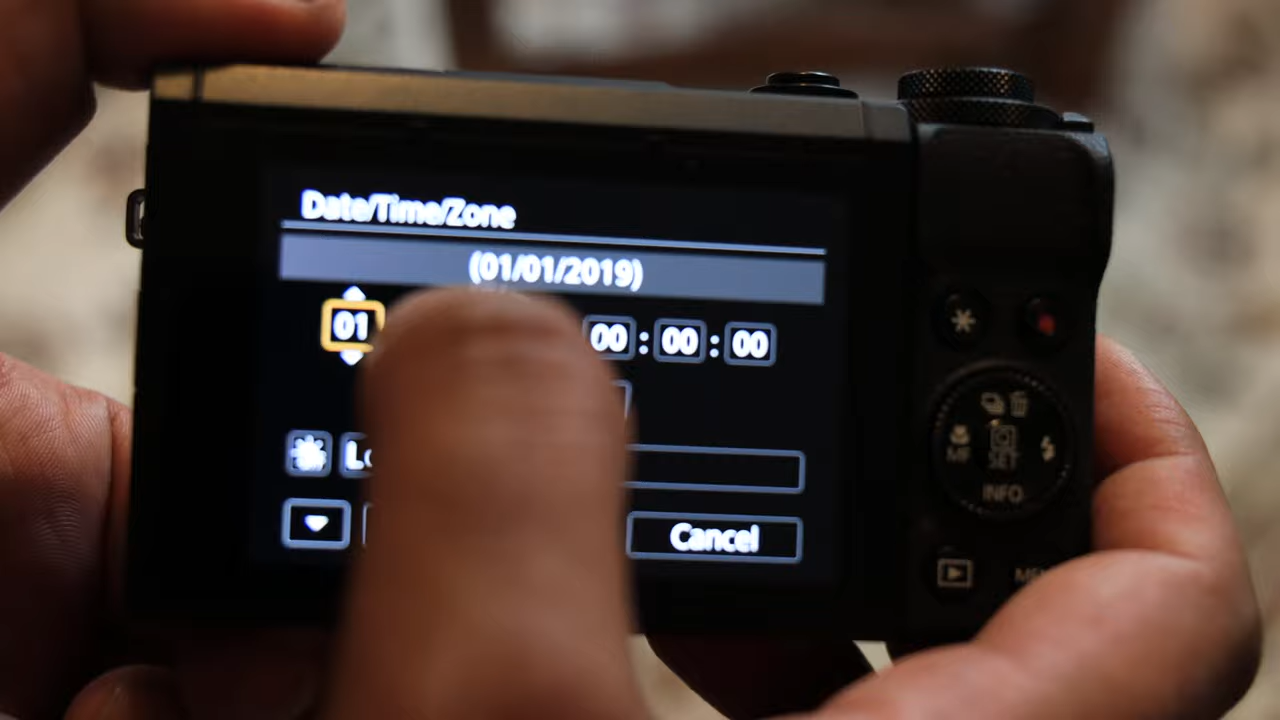 Date/Time/Zone
(01/01/2019)
01 00 : 00 : 00
Cancel
MF SET
INFO